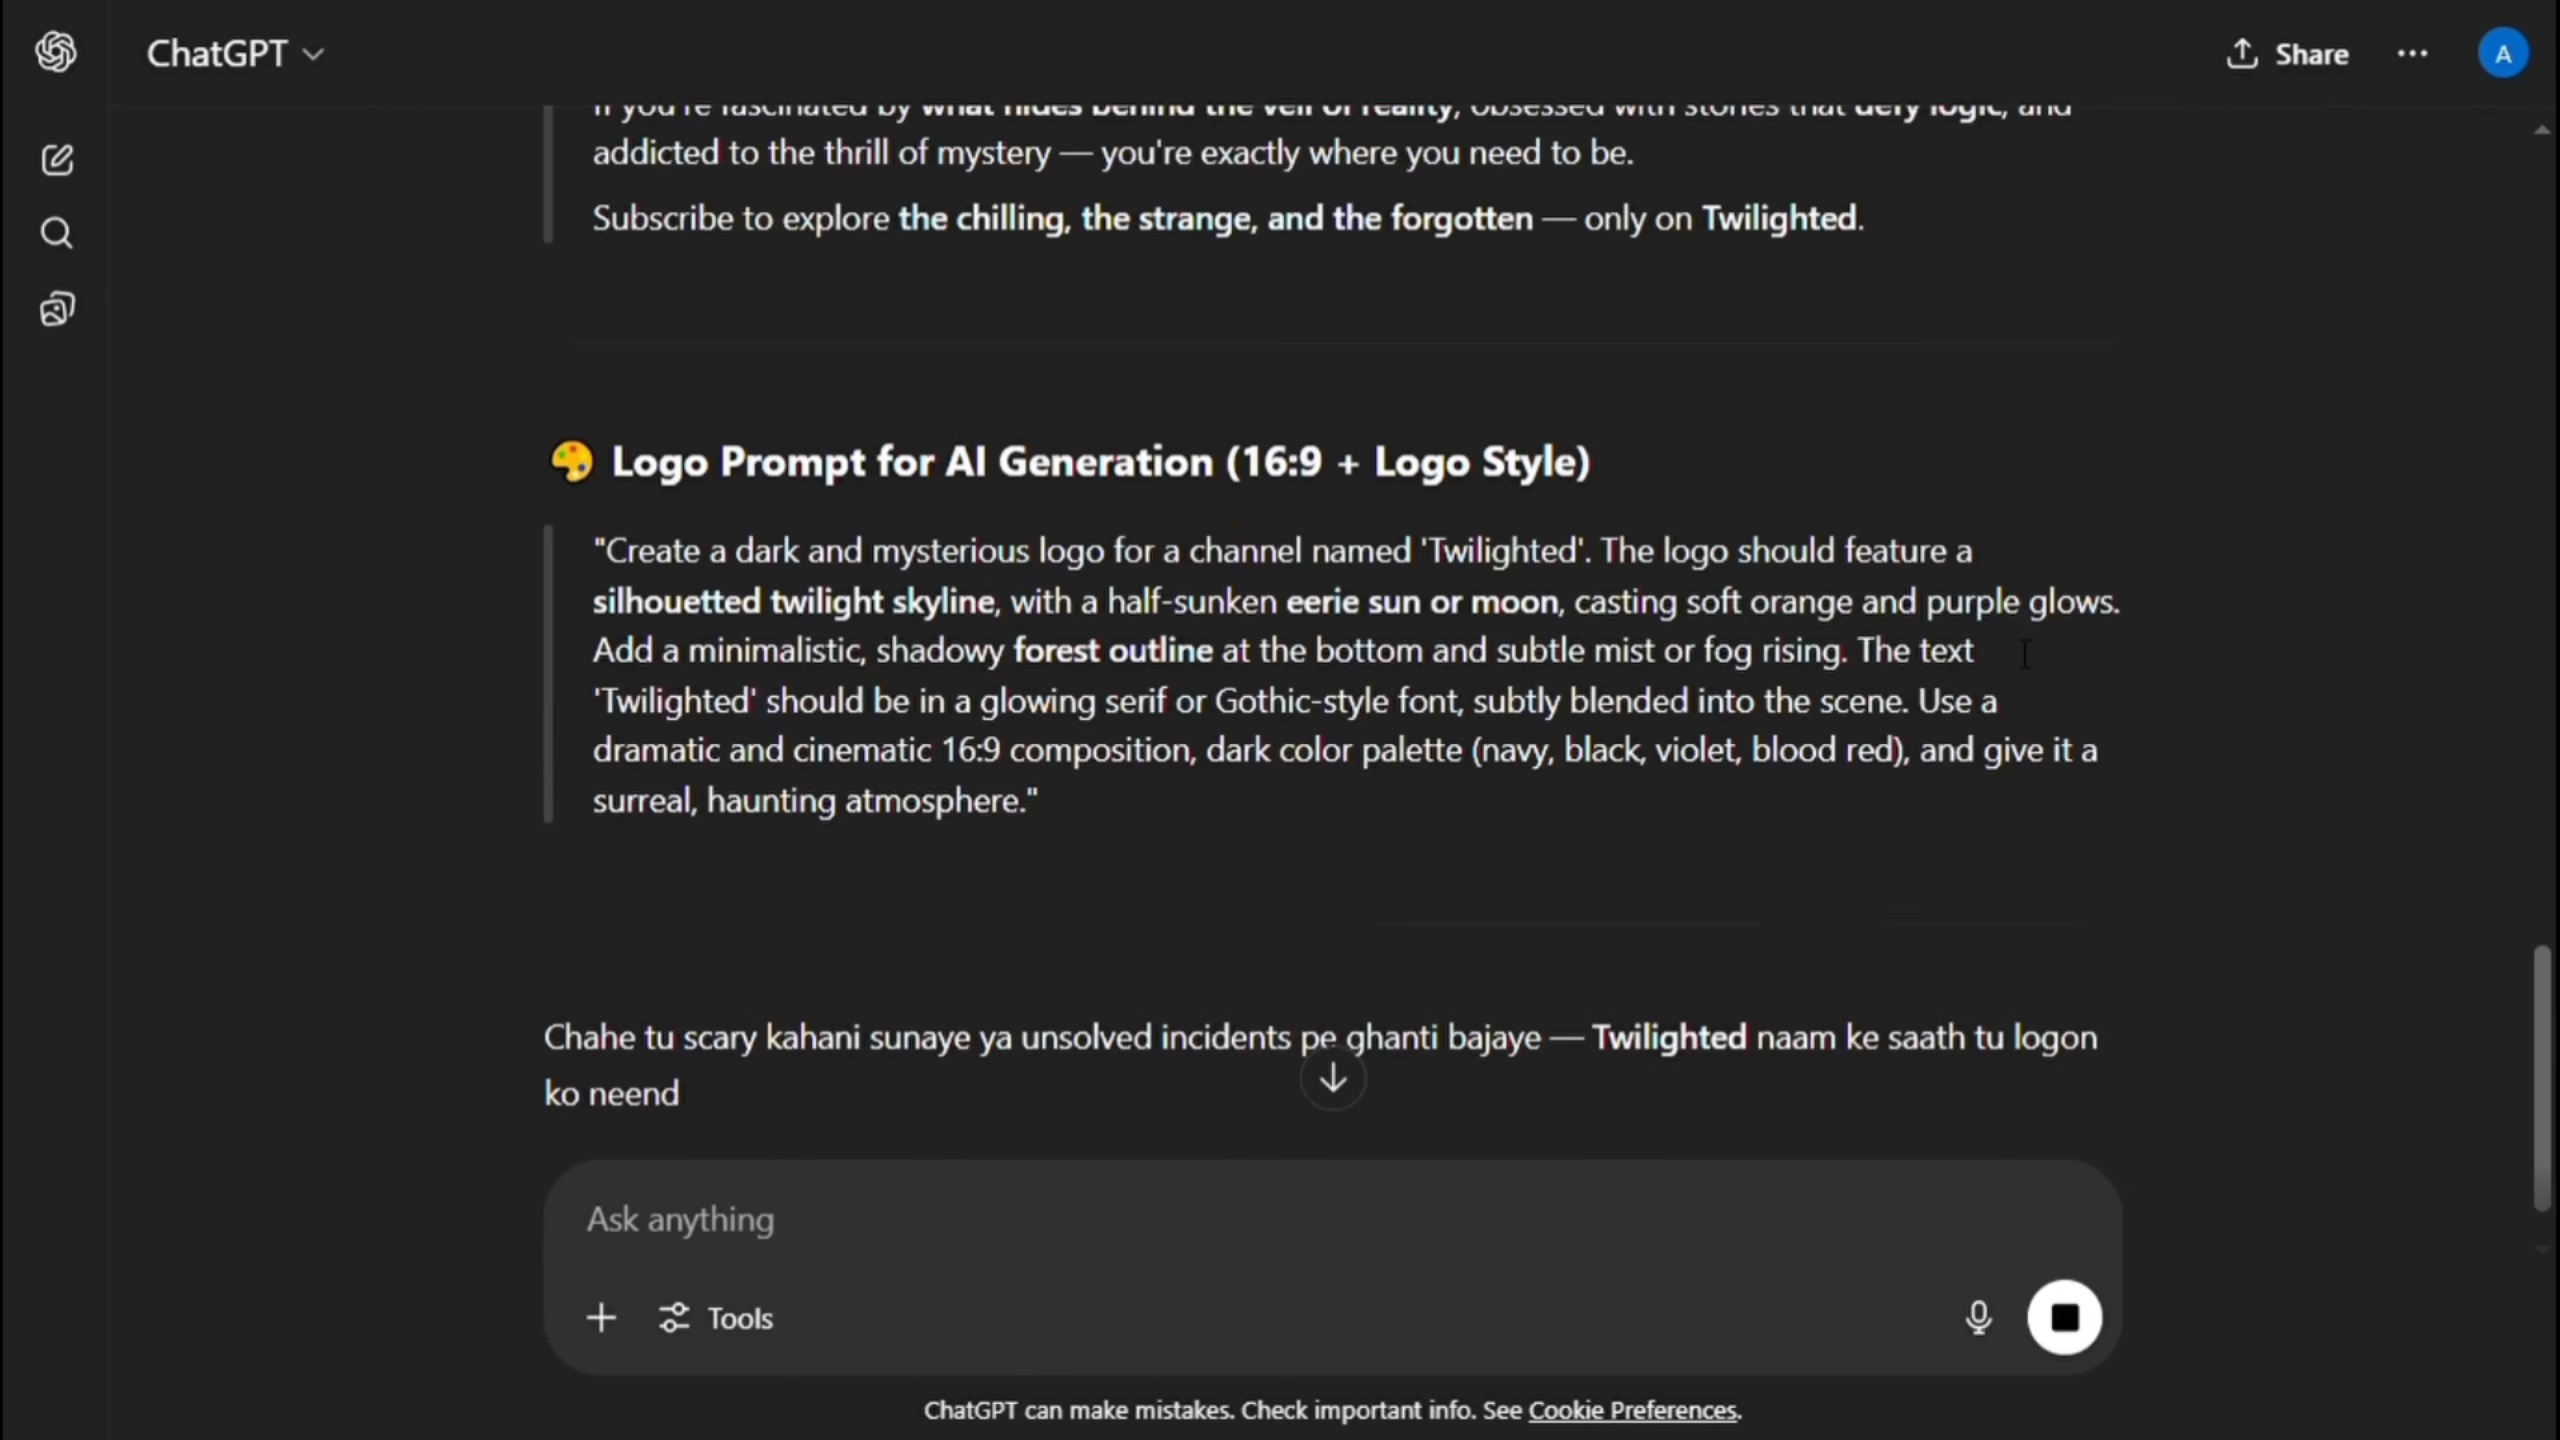 ChatGPT
Share
A
If you're fascinated by what hides behind the veil of reality, obsessed with stories that defy logic, and
addicted to the thrill of mystery — you're exactly where you need to be.
Subscribe to explore the chilling, the strange, and the forgotten — only on Twilighted.
Logo Prompt for AI Generation (16:9 + Logo Style)
"Create a dark and mysterious logo for a channel named 'Twilighted'. The logo should feature a
silhouetted twilight skyline, with a half-sunken eerie sun or moon, casting soft orange and purple glows.
Add a minimalistic, shadowy forest outline at the bottom and subtle mist or fog rising. The text
'Twilighted' should be in a glowing serif or Gothic-style font, subtly blended into the scene. Use a
dramatic and cinematic 16:9 composition, dark color palette (navy, black, violet, blood red), and give it a
surreal, haunting atmosphere."
Chahe tu scary kahani sunaye ya unsolved incidents pe ghanti bajaye — Twilighted naam ke saath tu logon
ko neend
Ask anything
Tools
ChatGPT can make mistakes. Check important info. See Cookie Preferences.